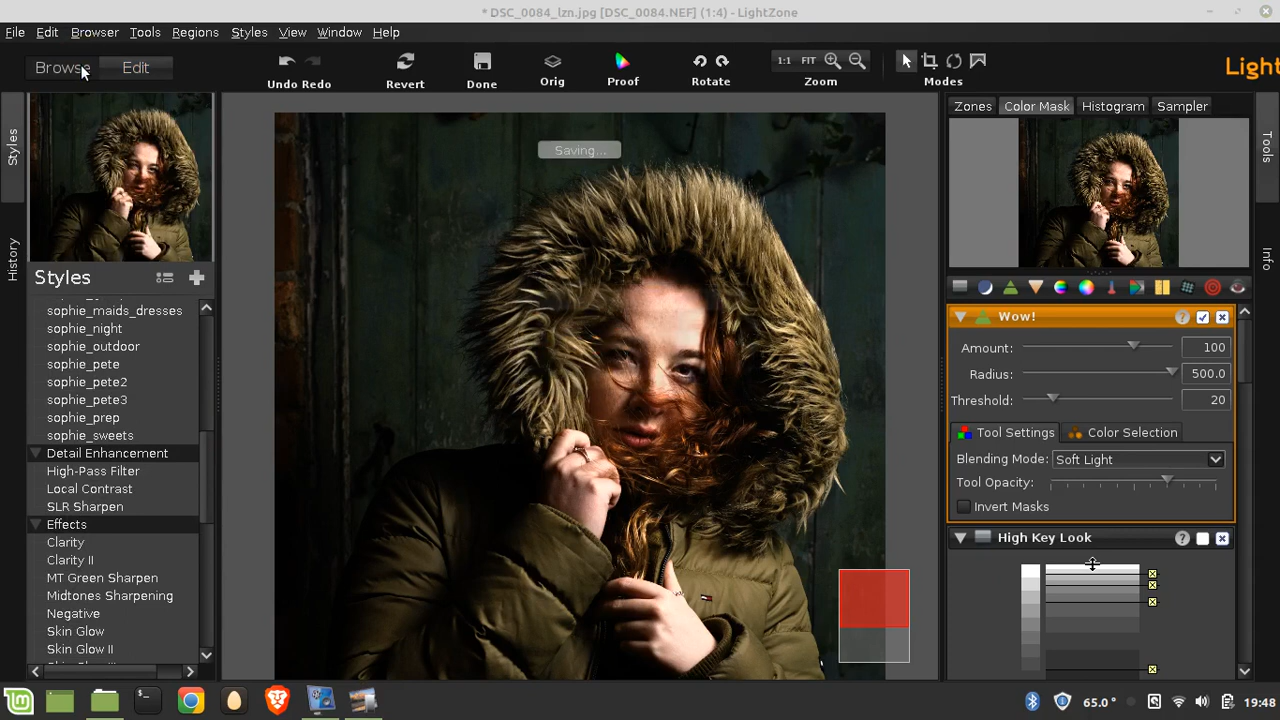 * DSC_0084_lzn.jpg [DSC_0084.NEF] (1:4) - LightZone
File Edit Browser Tools Regions Styles View Window Help
Browse Edit
Undo Redo Revert Done Orig Proof Rotate 1:1 FIT Zoom Modes
Light
Styles
History
Saving...
Zones Color Mask Histogram Sampler
Tools
Info
Styles
sophie_maids_dresses
sophie_night
sophie_outdoor
sophie_pete
sophie_pete2
sophie_pete3
sophie_prep
sophie_sweets
Detail Enhancement
High-Pass Filter
Local Contrast
SLR Sharpen
Effects
Clarity
Clarity II
MT Green Sharpen
Midtones Sharpening
Negative
Skin Glow
Skin Glow II
Wow! ?
Amount: 100
Radius: 500.0
Threshold: 20
Tool Settings Color Selection
Blending Mode: Soft Light
Tool Opacity:
Invert Masks
High Key Look ?
65.0° 19:48